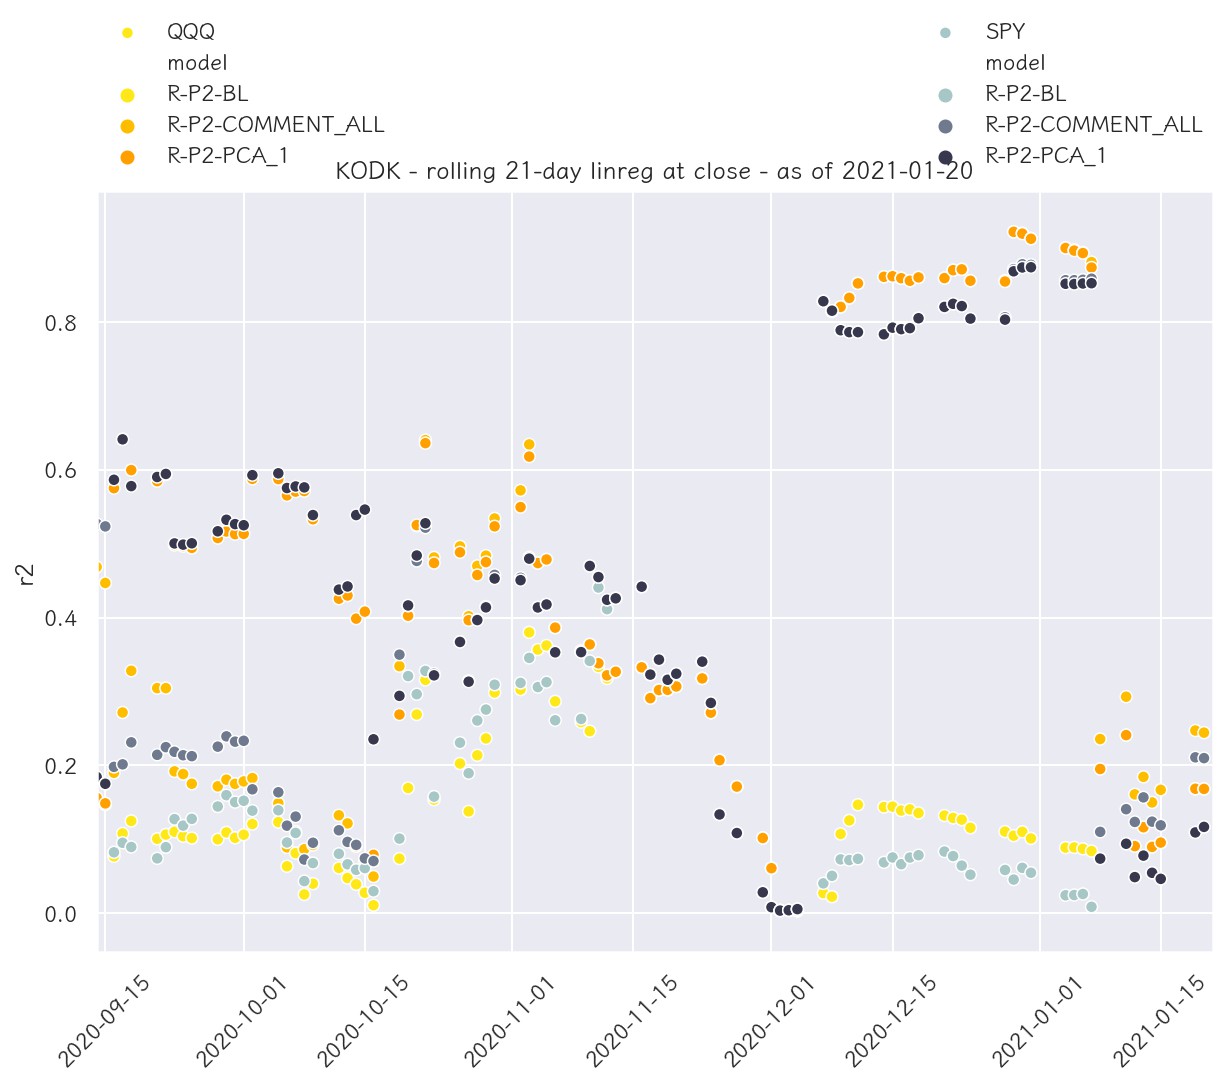 QQQ
model
R-P2-BL
R-P2-COMMENT_ALL
R-P2-PCA_1
SPY
model
R-P2-BL
R-P2-COMMENT_ALL
R-P2-PCA_1
KODK - rolling 21-day linreg at close - as of 2021-01-20
r2
0.8
0.6
0.4
0.2
0.0
2020-09-15
2020-10-01
2020-10-15
2020-11-01
2020-11-15
2020-12-01
2020-12-15
2021-01-01
2021-01-15